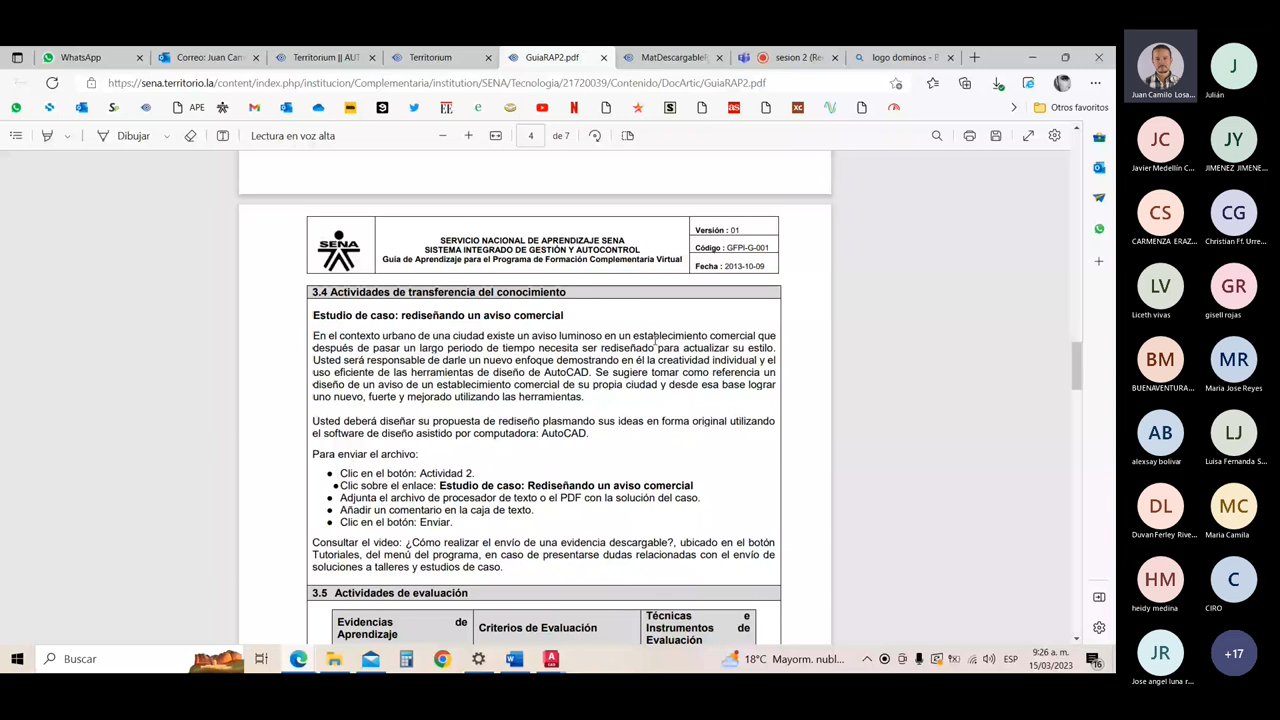 WhatsApp
Correo: Juan Cam
Territorium || AUT
Territorium
GuiaRAP2.pdf
MatDescargable
sesion 2 (Re
logo dominos - B
https://sena.territorio.la/content/index.php/institucion/Complementaria/institution/SENA/Tecnologia/21720039/Contenido/DocArtic/GuiaRAP2.pdf
APE
Otros favoritos
Dibujar
Lectura en voz alta
4
de 7
SENA
SERVICIO NACIONAL DE APRENDIZAJE SENA
SISTEMA INTEGRADO DE GESTIÓN Y AUTOCONTROL
Guía de Aprendizaje para el Programa de Formación Complementaria Virtual
Versión : 01
Código : GFPI-G-001
Fecha : 2013-10-09
3.4 Actividades de transferencia del conocimiento
Estudio de caso: rediseñando un aviso comercial
En el contexto urbano de una ciudad existe un aviso luminoso en un establecimiento comercial que
después de pasar un largo periodo de tiempo necesita ser rediseñado para actualizar su estilo.
Usted será responsable de darle un nuevo enfoque demostrando en él la creatividad individual y el
uso eficiente de las herramientas de diseño de AutoCAD. Se sugiere tomar como referencia un
diseño de un aviso de un establecimiento comercial de su propia ciudad y desde esa base lograr
uno nuevo, fuerte y mejorado utilizando las herramientas.
Usted deberá diseñar su propuesta de rediseño plasmando sus ideas en forma original utilizando
el software de diseño asistido por computadora: AutoCAD.
Para enviar el archivo:
● Clic en el botón: Actividad 2.
● Clic sobre el enlace: Estudio de caso: Rediseñando un aviso comercial
● Adjunta el archivo de procesador de texto o el PDF con la solución del caso.
● Añadir un comentario en la caja de texto.
● Clic en el botón: Enviar.
Consultar el video: ¿Cómo realizar el envío de una evidencia descargable?, ubicado en el botón
Tutoriales, del menú del programa, en caso de presentarse dudas relacionadas con el envío de
soluciones a talleres y estudios de caso.
3.5 Actividades de evaluación
Evidencias de
Aprendizaje
Criterios de Evaluación
Técnicas e
Instrumentos de
Evaluación
Buscar
18°C Mayorm. nubl...
ESP
9:26 a. m.
15/03/2023
16
Juan Camilo Losa...
J
Julián
JC
Javier Medellín C...
JY
JIMENEZ JIMENE...
CS
CARMENZA ERAZ...
CG
Christian Ff. Urre...
LV
Liceth vivas
GR
gisell rojas
BM
BUENAVENTURA...
MR
Maria Jose Reyes
AB
alexsay bolivar
LJ
Luisa Fernanda S...
DL
Duvan Ferley Rive...
MC
Maria Camila
HM
heidy medina
C
CIRO
JR
Jose angel luna r...
+17